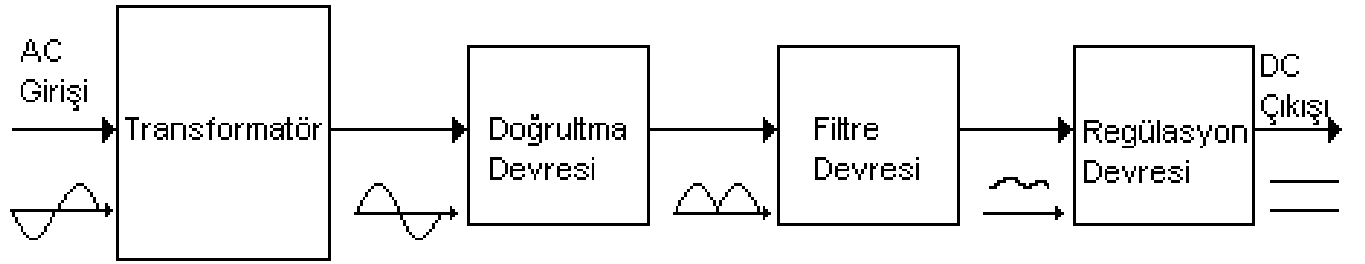 AC
Girişi
Transformatör
Doğrultma
Devresi
Filtre
Devresi
Regülasyon
Devresi
DC
Çıkışı